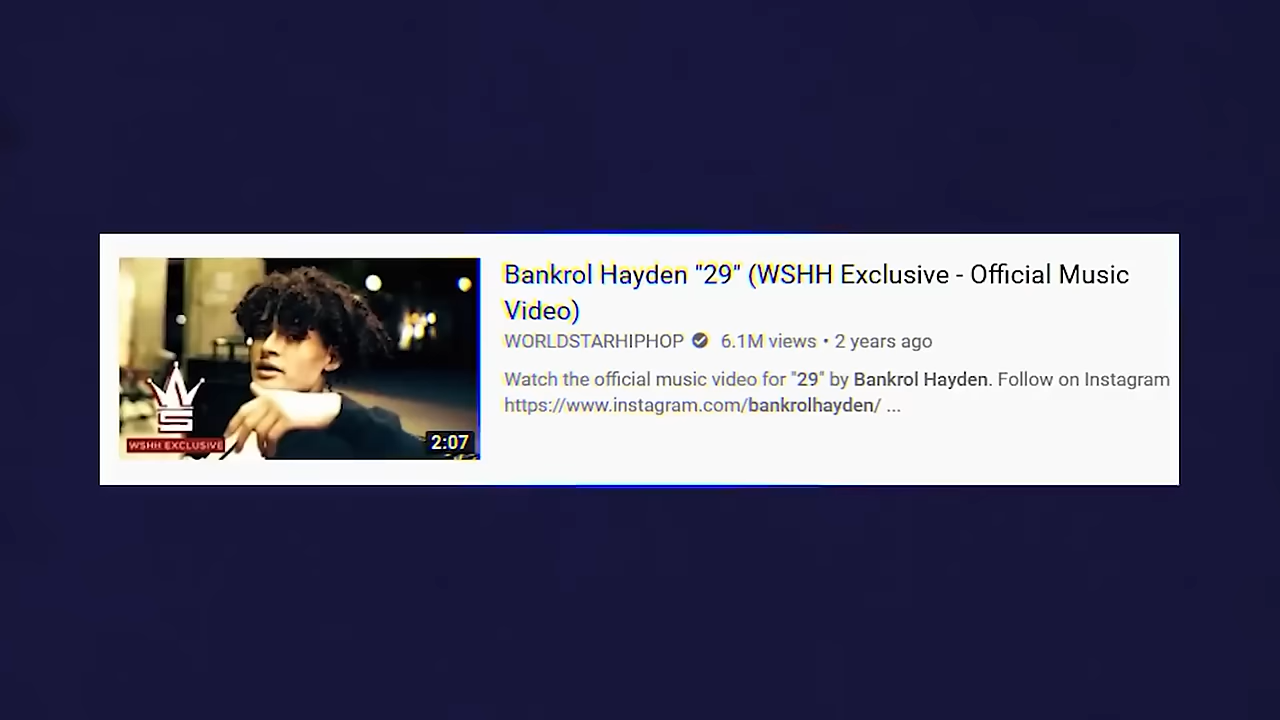 Bankrol Hayden "29" (WSHH Exclusive - Official Music
Video)
WORLDSTARHIPHOP 6.1M views • 2 years ago
Watch the official music video for "29" by Bankrol Hayden. Follow on Instagram
https://www.instagram.com/bankrolhayden/ ...
WSHH EXCLUSIVE
2:07